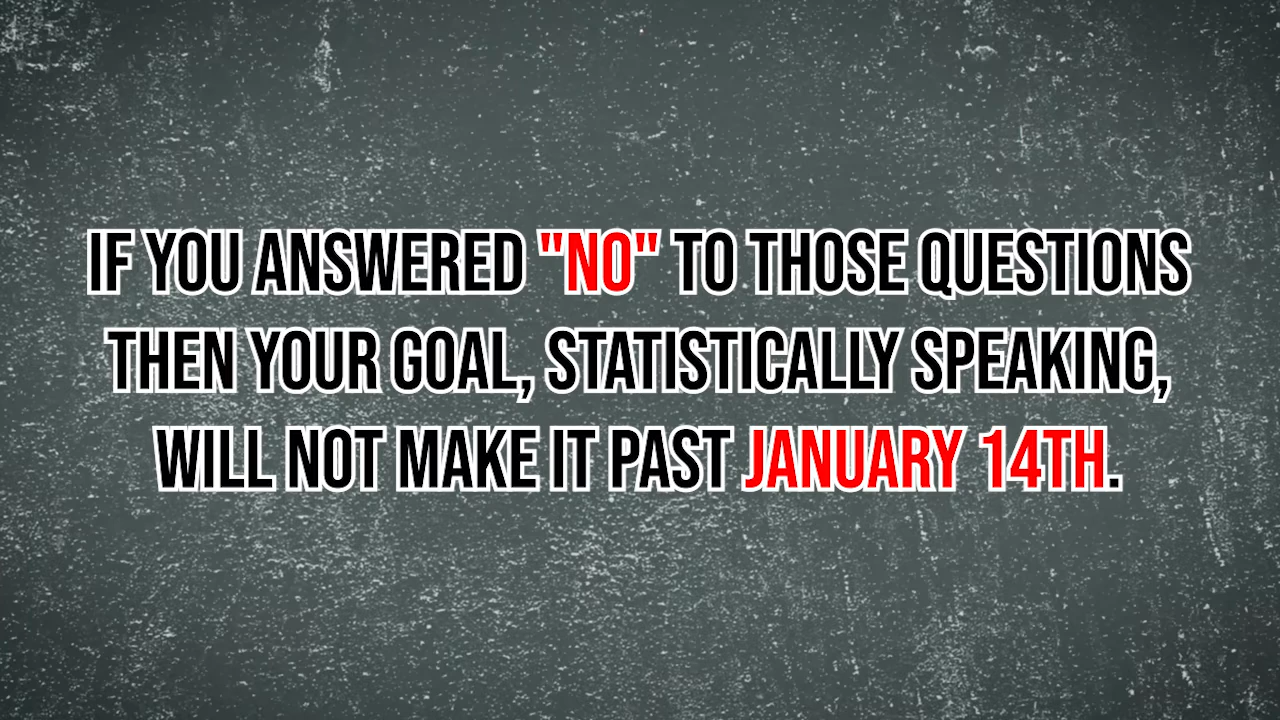 IF YOU ANSWERED "NO" TO THOSE QUESTIONS
THEN YOUR GOAL, STATISTICALLY SPEAKING,
WILL NOT MAKE IT PAST JANUARY 14TH.